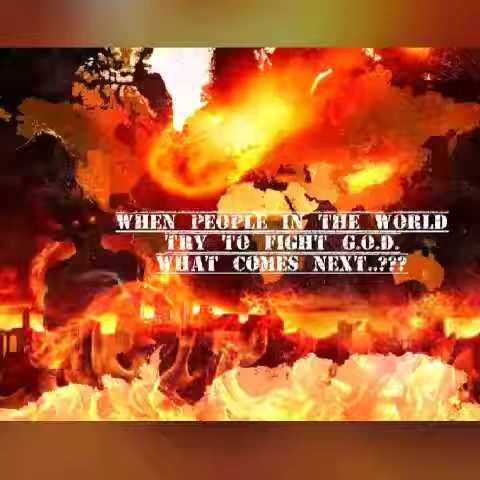 WHEN PEOPLE IN THE WORLD
TRY TO FIGHT G.O.D.
WHAT COMES NEXT..???